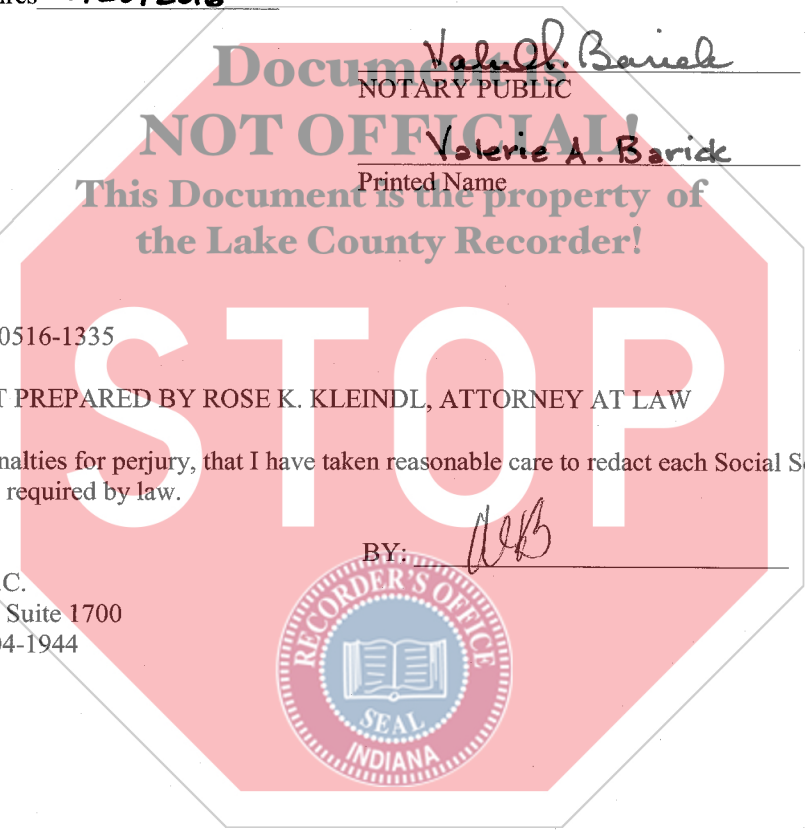 Valerie A. Barick
NOTARY PUBLIC
Valerie A. Barick
Printed Name
Document is
NOT OFFICIAL!
This Document is the property of
the Lake County Recorder!
STOP
0516-1335
PREPARED BY ROSE K. KLEINDL, ATTORNEY AT LAW
nalties for perjury, that I have taken reasonable care to redact each Social S
required by law.
BY:
C.
Suite 1700
4-1944
RECORDER'S OFFICE
SEAL
INDIANA